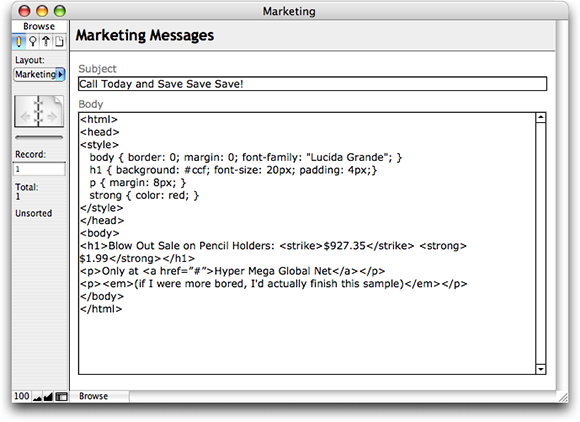 Marketing
Browse
Marketing Messages
Layout:
Marketing
Record:
1
Total:
1
Unsorted
Subject
Call Today and Save Save Save!
Body
<html>
<head>
<style>
body { border: 0; margin: 0; font-family: "Lucida Grande"; }
h1 { background: #ccf; font-size: 20px; padding: 4px;}
p { margin: 8px; }
strong { color: red; }
</style>
</head>
<body>
<h1>Blow Out Sale on Pencil Holders: <strike>$927.35</strike> <strong>
$1.99</strong></h1>
<p>Only at <a href=”#”>Hyper Mega Global Net</a></p>
<p><em>(if I were more bored, I'd actually finish this sample)</em></p>
</body>
</html>
100
Browse